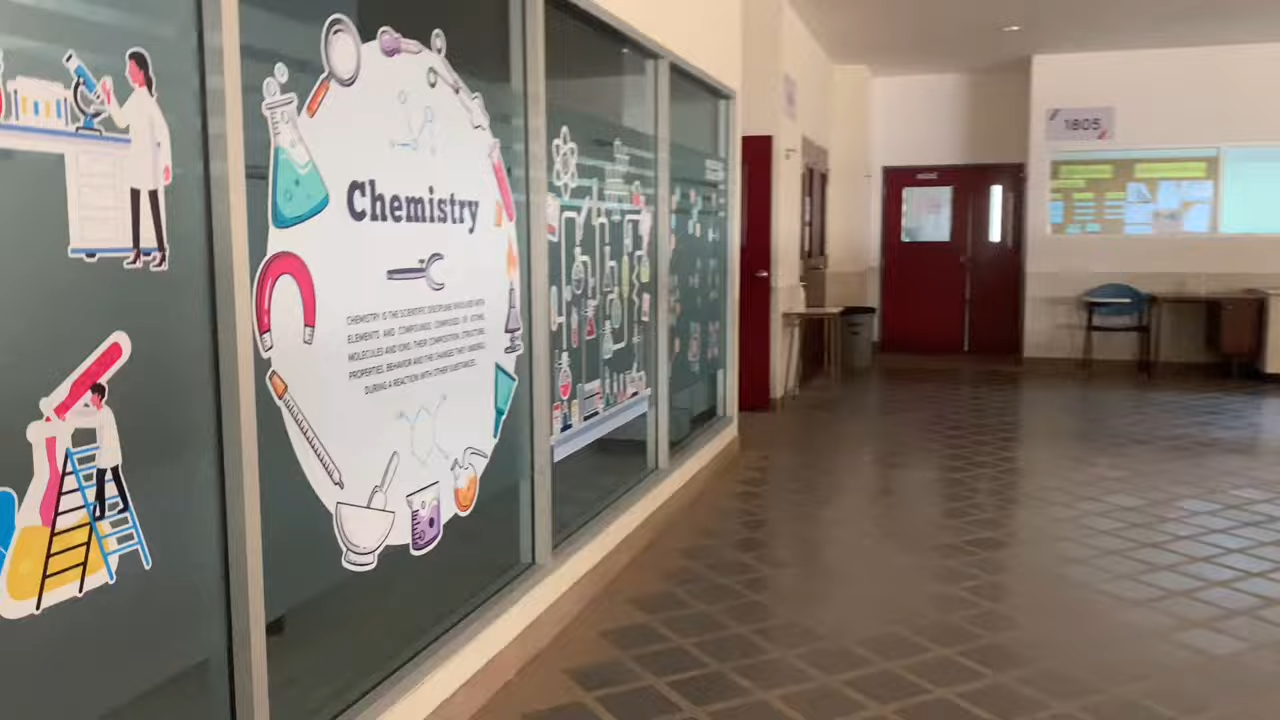 Chemistry
CHEMISTRY IS THE SCIENTIFIC DISCIPLINE INVOLVED WITH
ELEMENTS AND COMPOUNDS COMPOSED OF ATOMS,
MOLECULES AND IONS, THEIR COMPOSITION, STRUCTURE,
PROPERTIES, BEHAVIOR AND THE CHANGES THEY UNDERGO
DURING A REACTION WITH OTHER SUBSTANCES.
1805